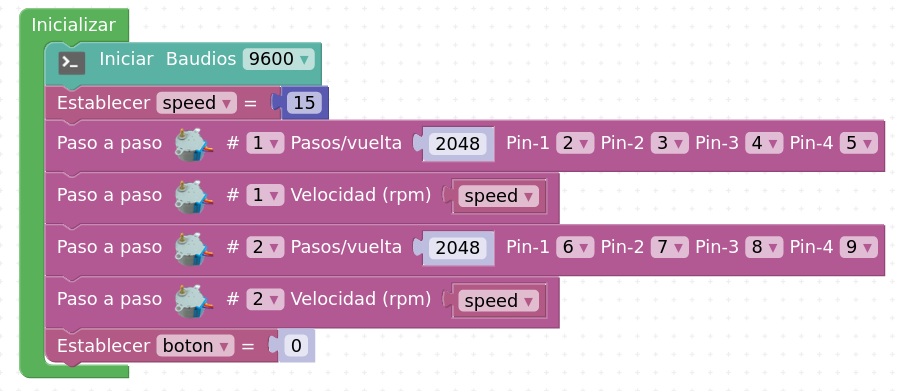 Inicializar
>_ Iniciar Baudios 9600
Establecer speed = 15
Paso a paso # 1 Pasos/vuelta 2048 Pin-1 2 Pin-2 3 Pin-3 4 Pin-4 5
Paso a paso # 1 Velocidad (rpm) speed
Paso a paso # 2 Pasos/vuelta 2048 Pin-1 6 Pin-2 7 Pin-3 8 Pin-4 9
Paso a paso # 2 Velocidad (rpm) speed
Establecer boton = 0